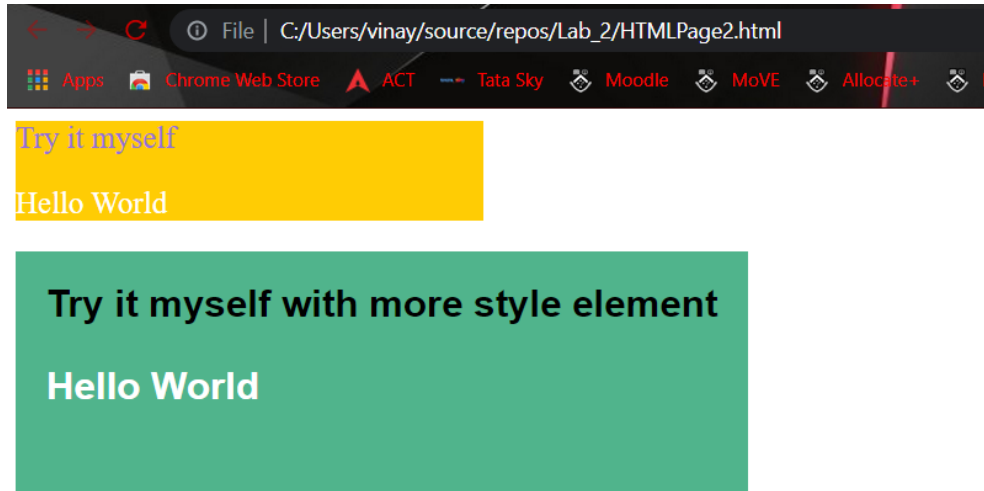 File | C:/Users/vinay/source/repos/Lab_2/HTMLPage2.html
Apps Chrome Web Store ACT Tata Sky Moodle MoVE Allocate+
Try it myself
Hello World
Try it myself with more style element
Hello World